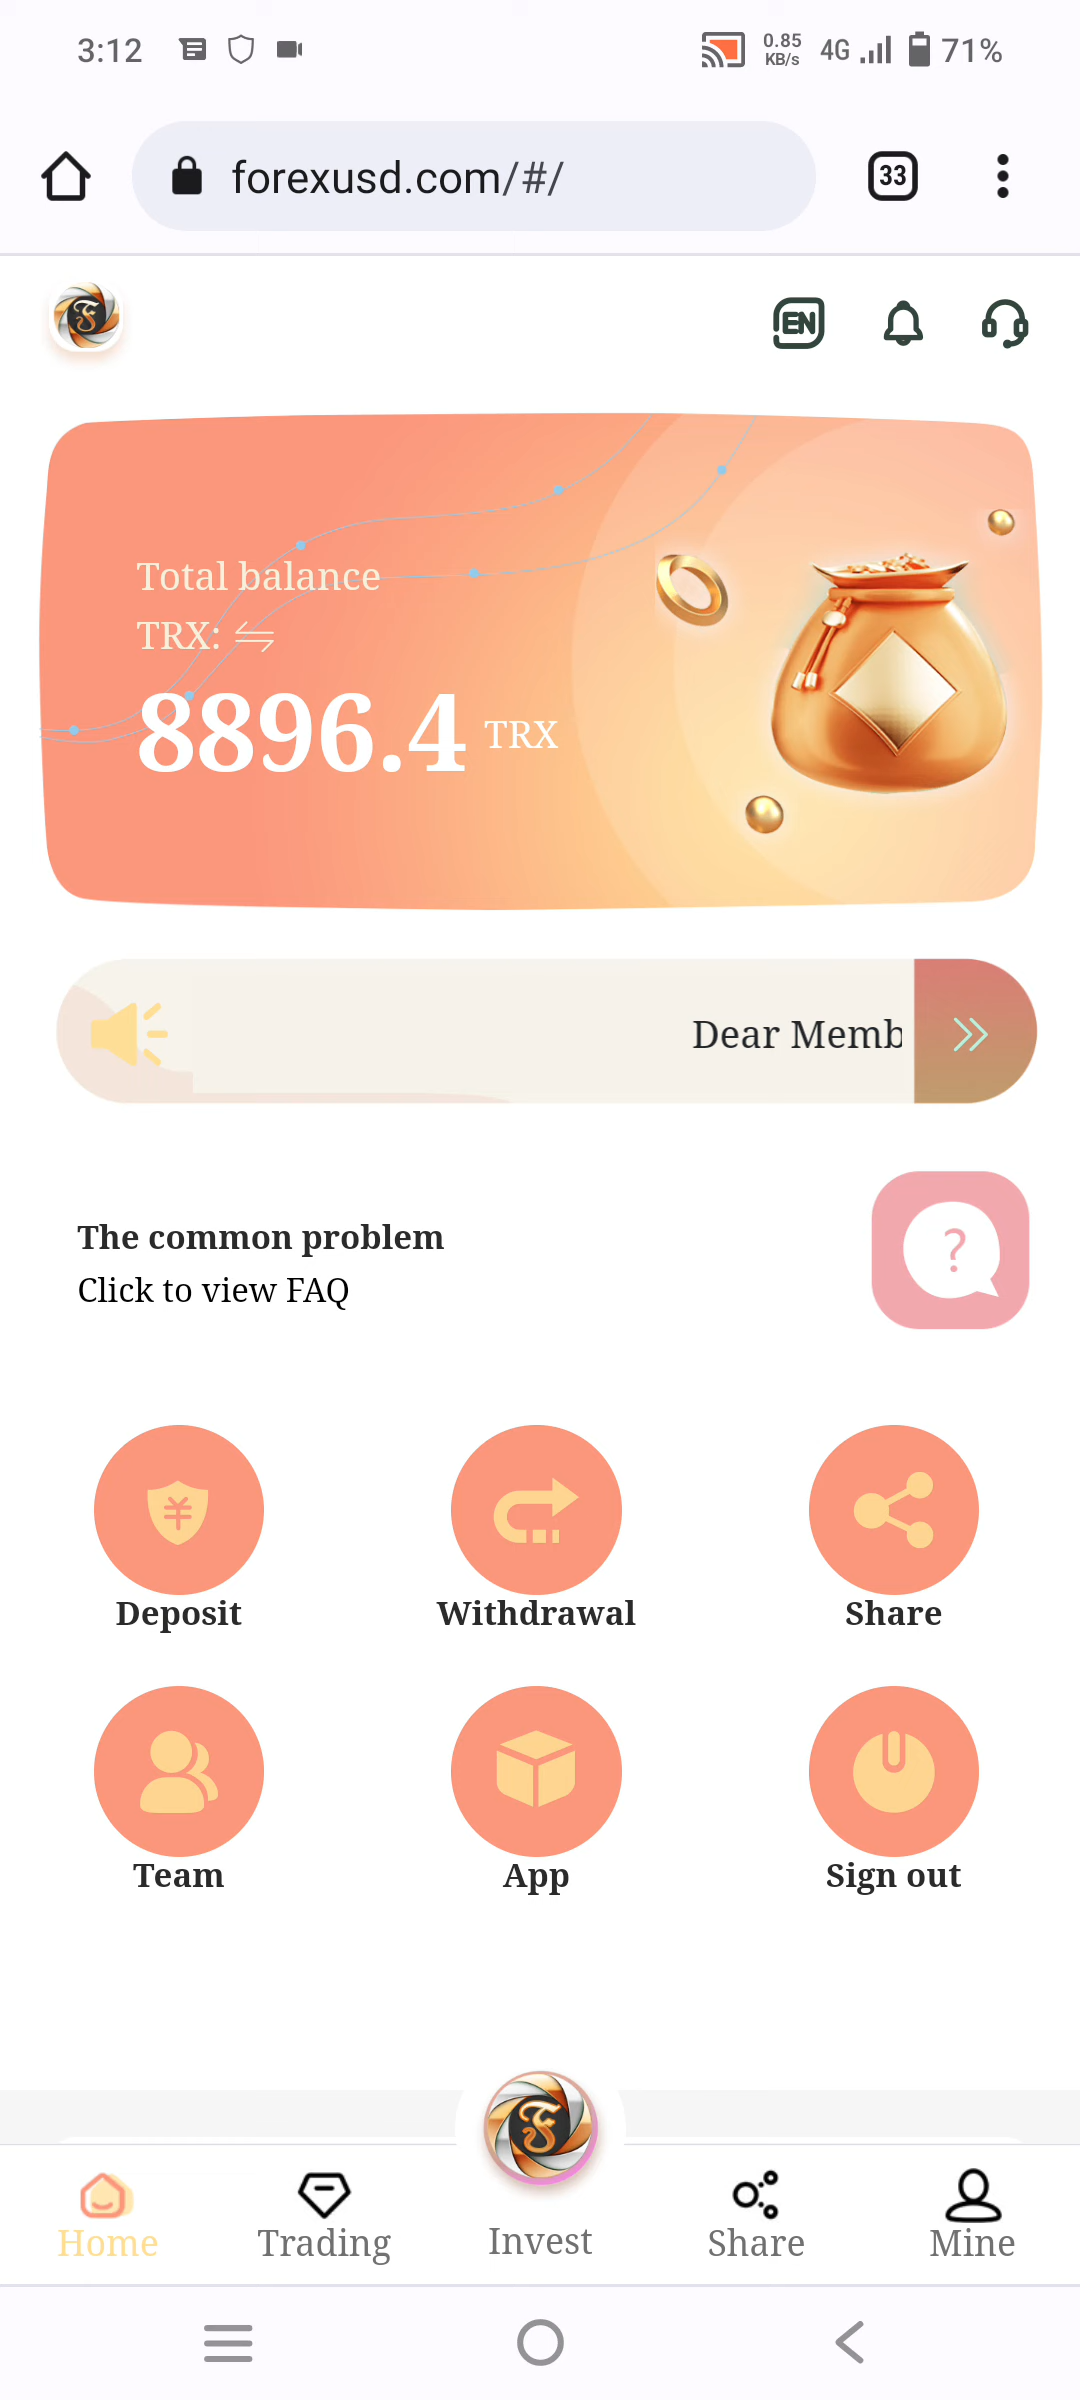 3:12
0.85
KB/s
4G
71%
forexusd.com/#/
33
EN
Total balance
TRX:
8896.4 TRX
Dear Memb
The common problem
Click to view FAQ
?
Deposit
Withdrawal
Share
Team
App
Sign out
Home
Trading
Invest
Share
Mine